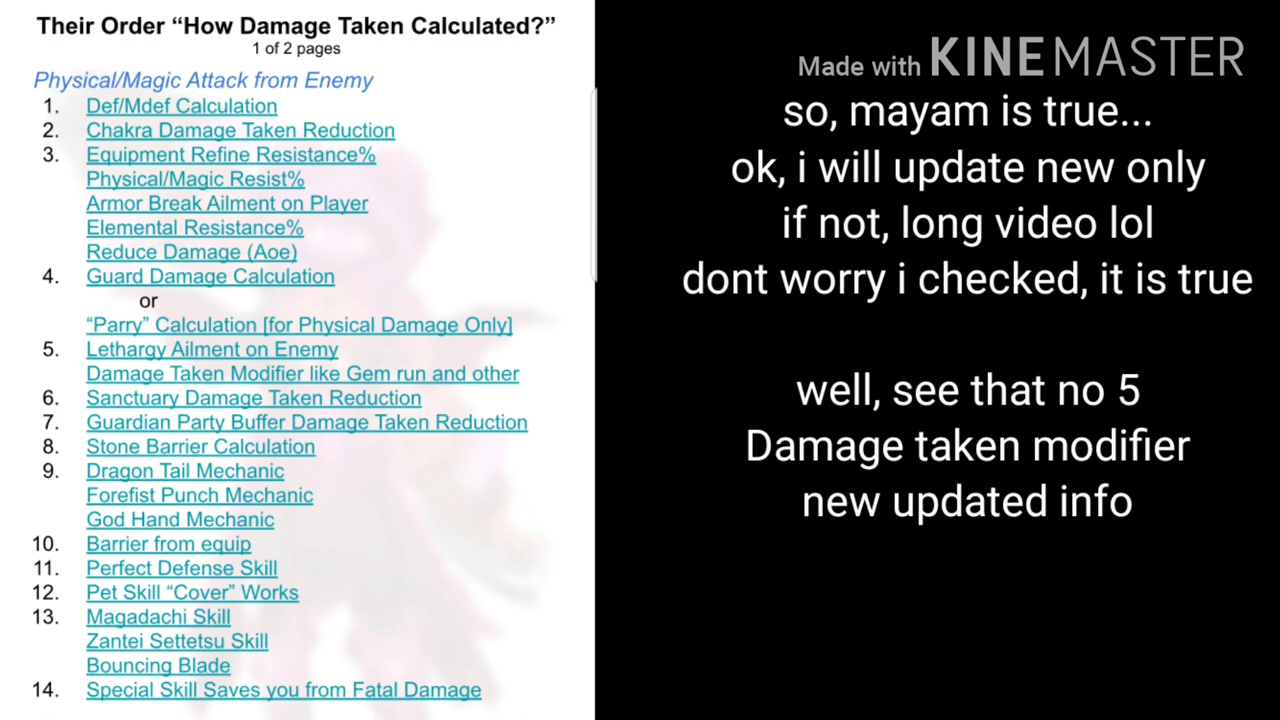 Their Order “How Damage Taken Calculated?”
1 of 2 pages
Physical/Magic Attack from Enemy
1. Def/Mdef Calculation
2. Chakra Damage Taken Reduction
3. Equipment Refine Resistance%
Physical/Magic Resist%
Armor Break Ailment on Player
Elemental Resistance%
Reduce Damage (Aoe)
4. Guard Damage Calculation
or
“Parry” Calculation [for Physical Damage Only]
5. Lethargy Ailment on Enemy
Damage Taken Modifier like Gem run and other
6. Sanctuary Damage Taken Reduction
7. Guardian Party Buffer Damage Taken Reduction
8. Stone Barrier Calculation
9. Dragon Tail Mechanic
Forefist Punch Mechanic
God Hand Mechanic
10. Barrier from equip
11. Perfect Defense Skill
12. Pet Skill “Cover” Works
13. Magadachi Skill
Zantei Settetsu Skill
Bouncing Blade
14. Special Skill Saves you from Fatal Damage
Made with KINEMASTER
so, mayam is true...
ok, i will update new only
if not, long video lol
dont worry i checked, it is true
well, see that no 5
Damage taken modifier
new updated info